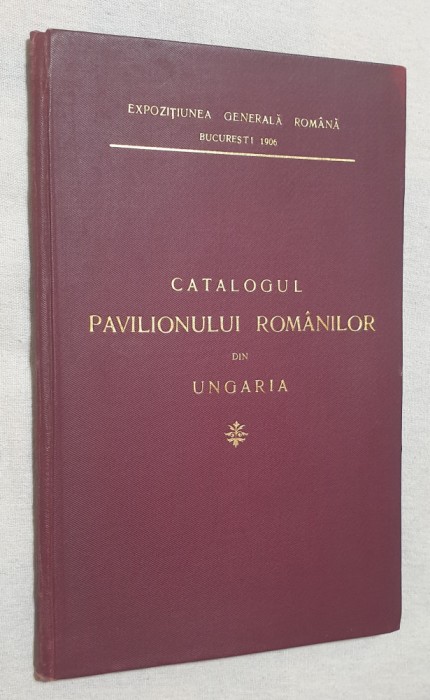 EXPOZIȚIUNEA GENERALĂ ROMÂNĂ
BUCUREȘTI 1906
CATALOGUL
PAVILIONULUI ROMÂNILOR
DIN
UNGARIA